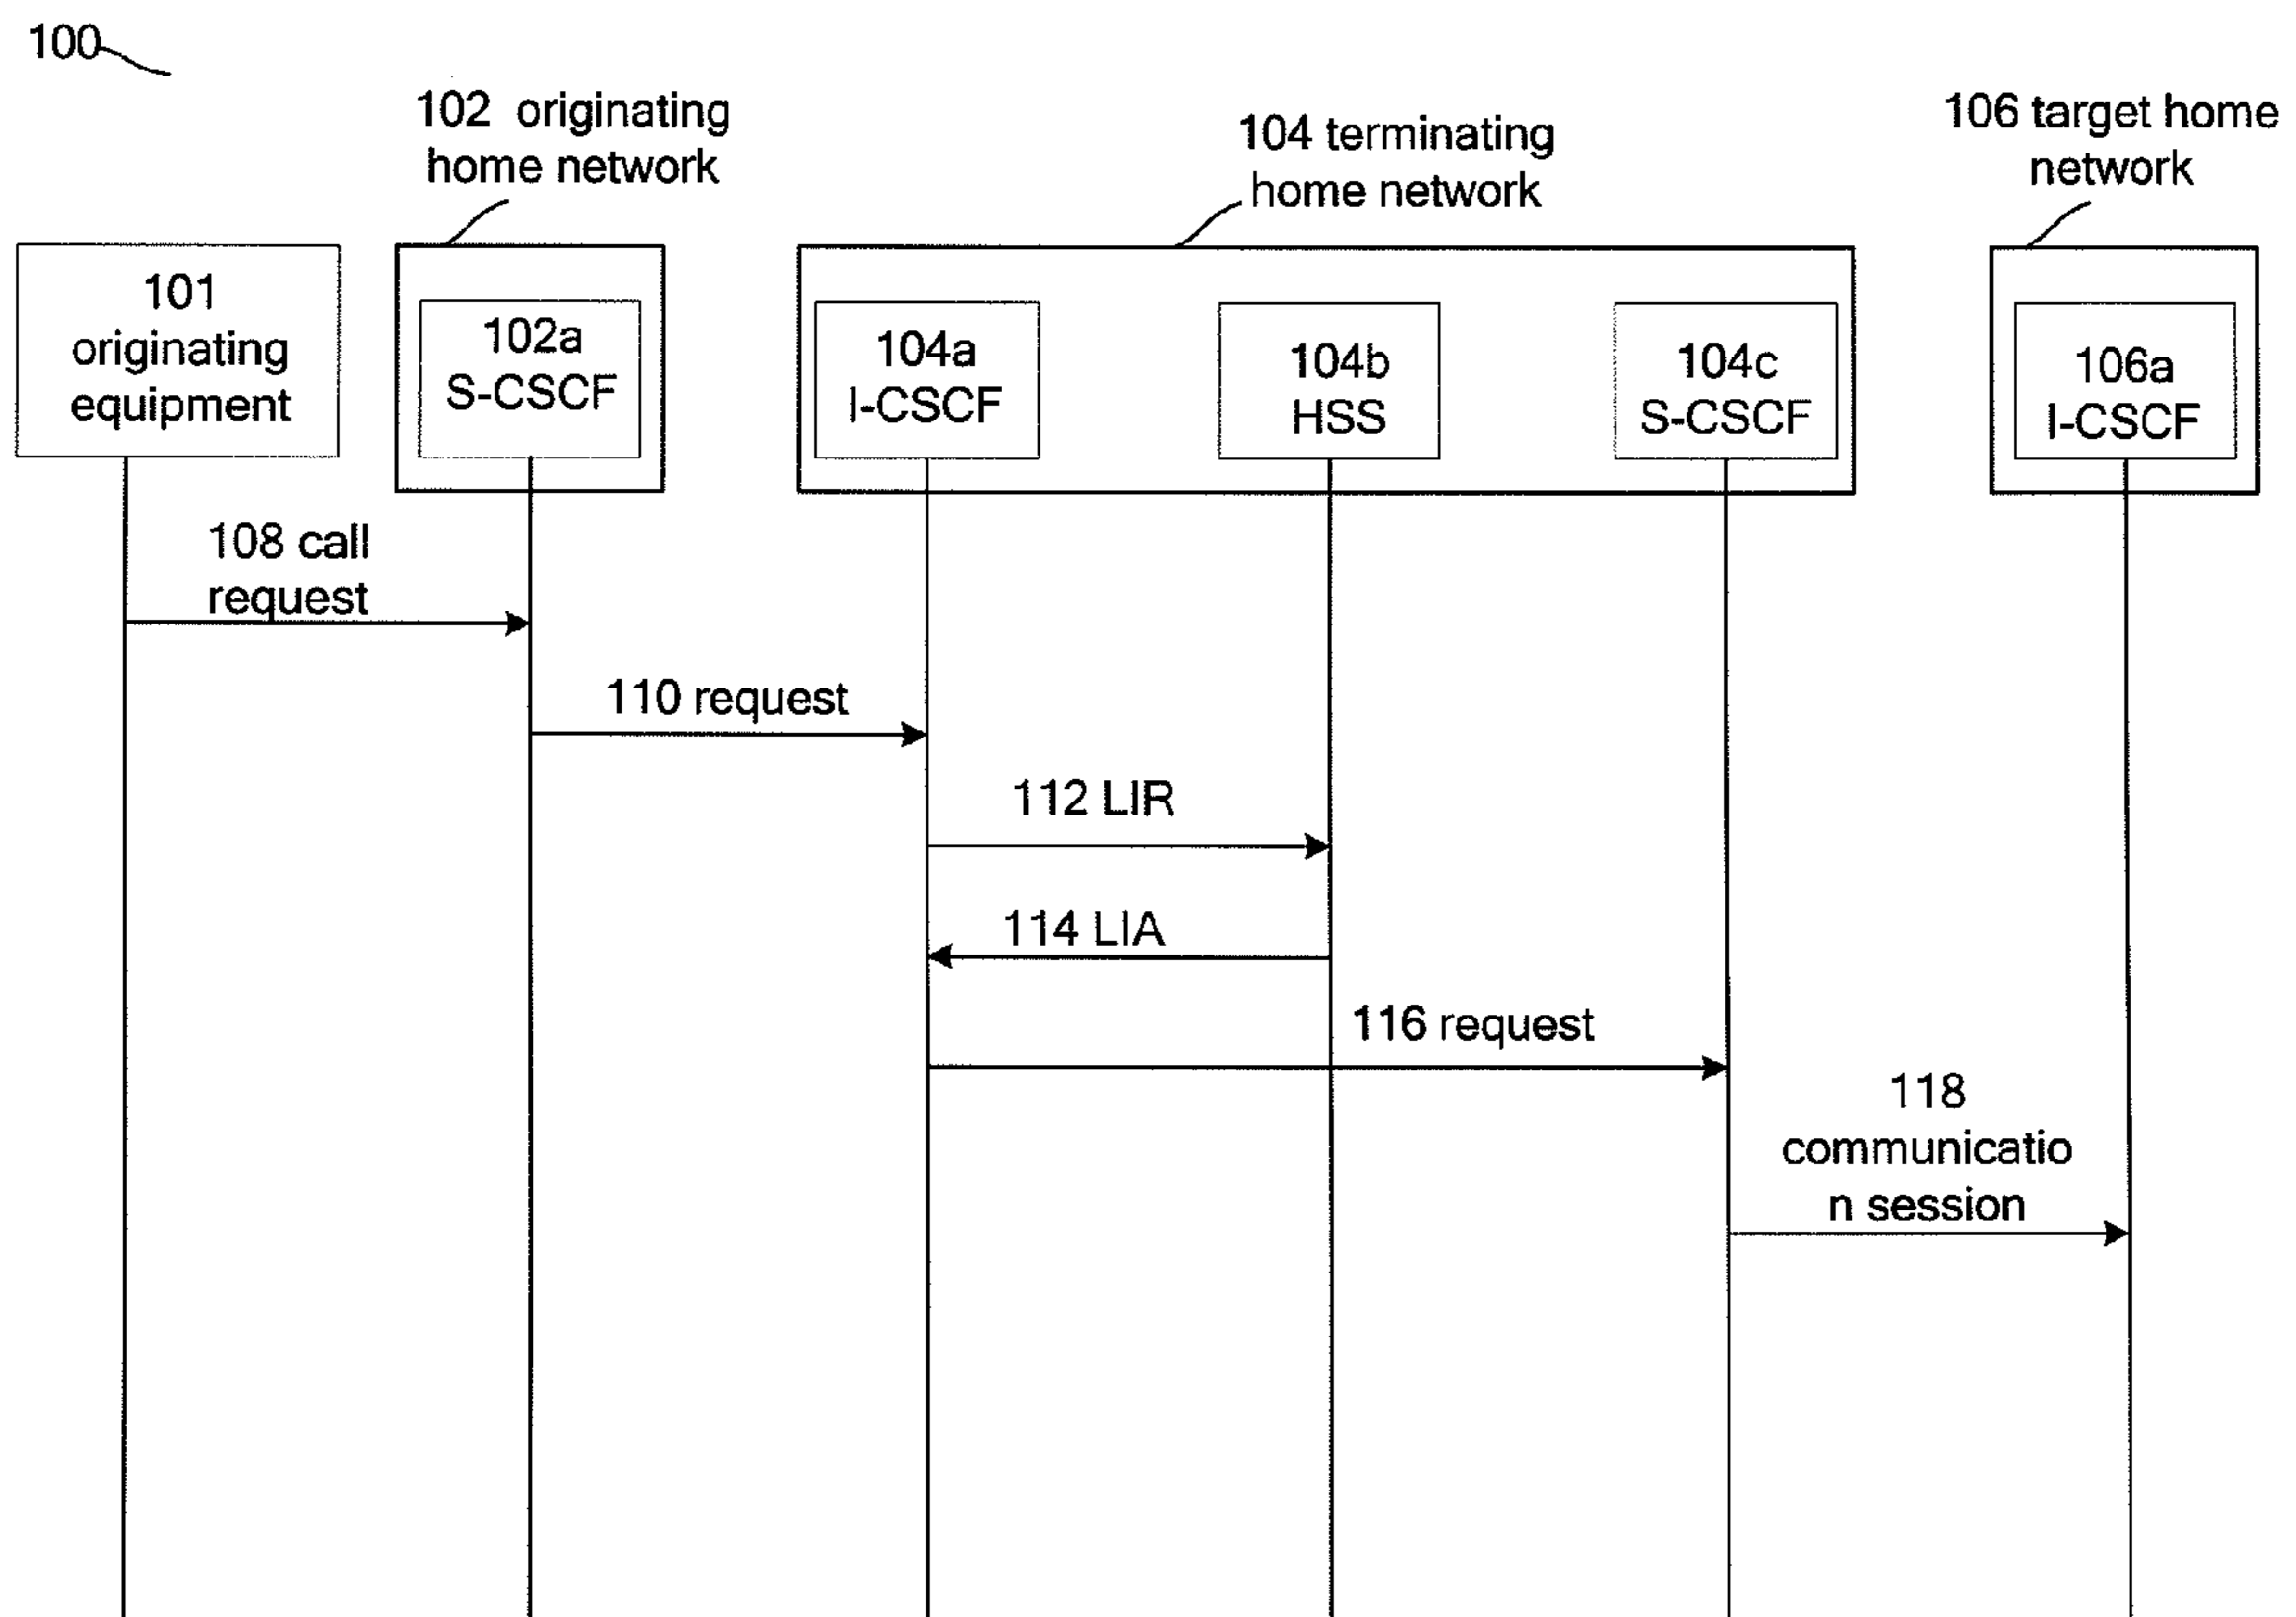 100
102 originating
home network
104 terminating
home network
106 target home
network
101
originating
equipment
102a
S-CSCF
104a
I-CSCF
104b
HSS
104c
S-CSCF
106a
I-CSCF
108 call
request
110 request
112 LIR
114 LIA
116 request
118
communicatio
n session